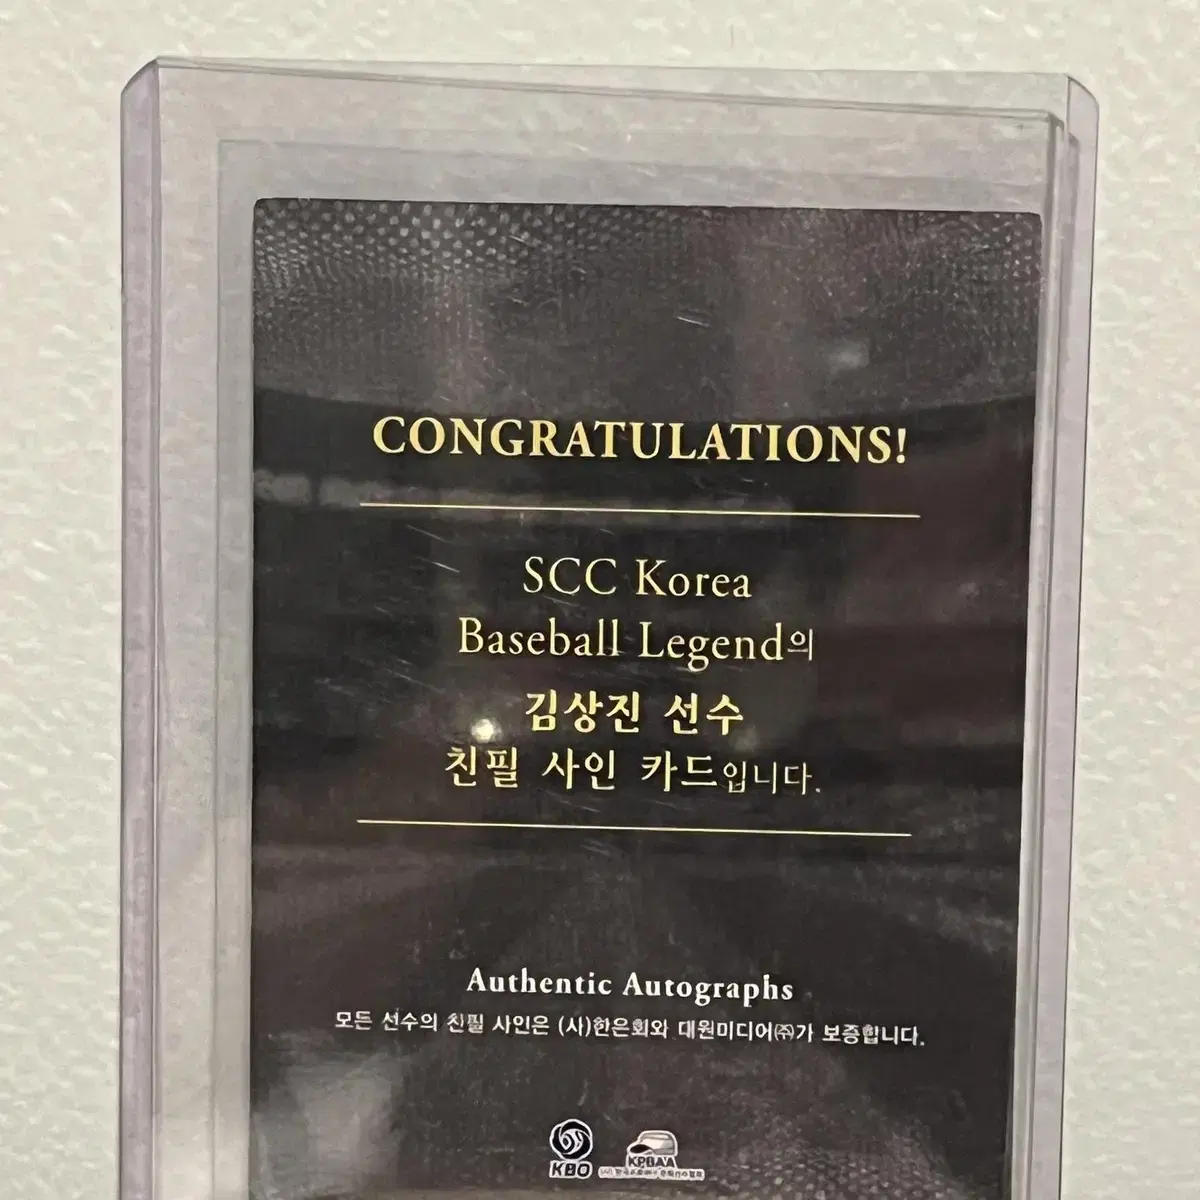 CONGRATULATIONS!
SCC Korea
Baseball Legend의
김상진 선수
친필 사인 카드입니다.
Authentic Autographs
모든 선수의 친필 사인은 (사)한은회와 대원미디어㈜가 보증합니다.
KBO
KPBAA